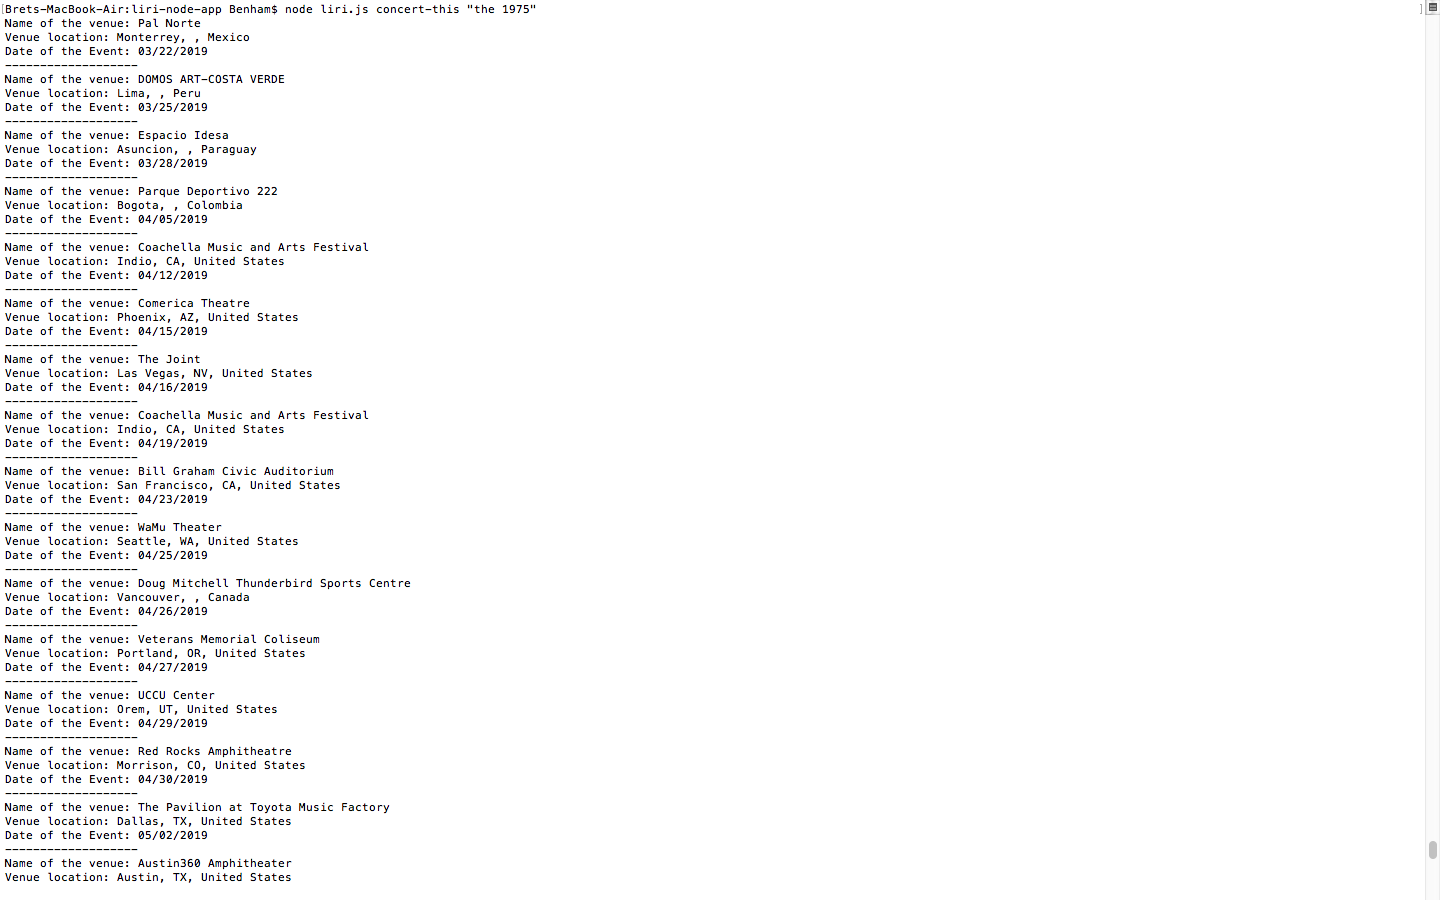 [Brets-MacBook-Air:liri-node-app Benham$ node liri.js concert-this "the 1975" ]
Name of the venue: Pal Norte
Venue location: Monterrey, , Mexico
Date of the Event: 03/22/2019
-------------------
Name of the venue: DOMOS ART-COSTA VERDE
Venue location: Lima, , Peru
Date of the Event: 03/25/2019
-------------------
Name of the venue: Espacio Idesa
Venue location: Asuncion, , Paraguay
Date of the Event: 03/28/2019
-------------------
Name of the venue: Parque Deportivo 222
Venue location: Bogota, , Colombia
Date of the Event: 04/05/2019
-------------------
Name of the venue: Coachella Music and Arts Festival
Venue location: Indio, CA, United States
Date of the Event: 04/12/2019
-------------------
Name of the venue: Comerica Theatre
Venue location: Phoenix, AZ, United States
Date of the Event: 04/15/2019
-------------------
Name of the venue: The Joint
Venue location: Las Vegas, NV, United States
Date of the Event: 04/16/2019
-------------------
Name of the venue: Coachella Music and Arts Festival
Venue location: Indio, CA, United States
Date of the Event: 04/19/2019
-------------------
Name of the venue: Bill Graham Civic Auditorium
Venue location: San Francisco, CA, United States
Date of the Event: 04/23/2019
-------------------
Name of the venue: WaMu Theater
Venue location: Seattle, WA, United States
Date of the Event: 04/25/2019
-------------------
Name of the venue: Doug Mitchell Thunderbird Sports Centre
Venue location: Vancouver, , Canada
Date of the Event: 04/26/2019
-------------------
Name of the venue: Veterans Memorial Coliseum
Venue location: Portland, OR, United States
Date of the Event: 04/27/2019
-------------------
Name of the venue: UCCU Center
Venue location: Orem, UT, United States
Date of the Event: 04/29/2019
-------------------
Name of the venue: Red Rocks Amphitheatre
Venue location: Morrison, CO, United States
Date of the Event: 04/30/2019
-------------------
Name of the venue: The Pavilion at Toyota Music Factory
Venue location: Dallas, TX, United States
Date of the Event: 05/02/2019
-------------------
Name of the venue: Austin360 Amphitheater
Venue location: Austin, TX, United States